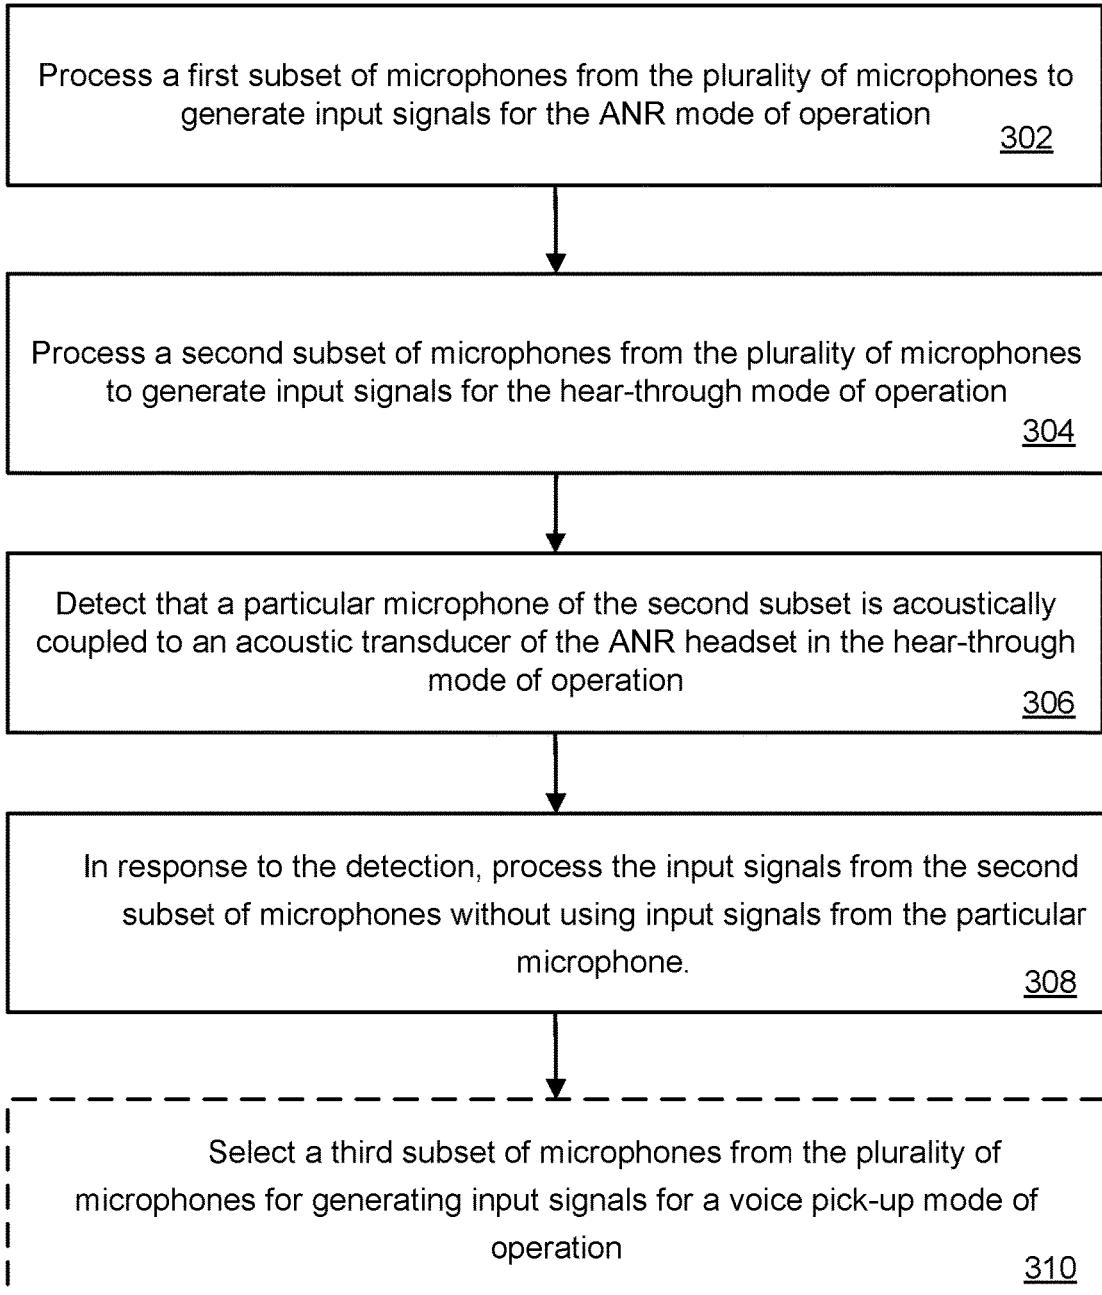 Process a first subset of microphones from the plurality of microphones to
generate input signals for the ANR mode of operation
302
Process a second subset of microphones from the plurality of microphones
to generate input signals for the hear-through mode of operation
304
Detect that a particular microphone of the second subset is acoustically
coupled to an acoustic transducer of the ANR headset in the hear-through
mode of operation
306
In response to the detection, process the input signals from the second
subset of microphones without using input signals from the particular
microphone.
308
Select a third subset of microphones from the plurality of
microphones for generating input signals for a voice pick-up mode of
operation
310